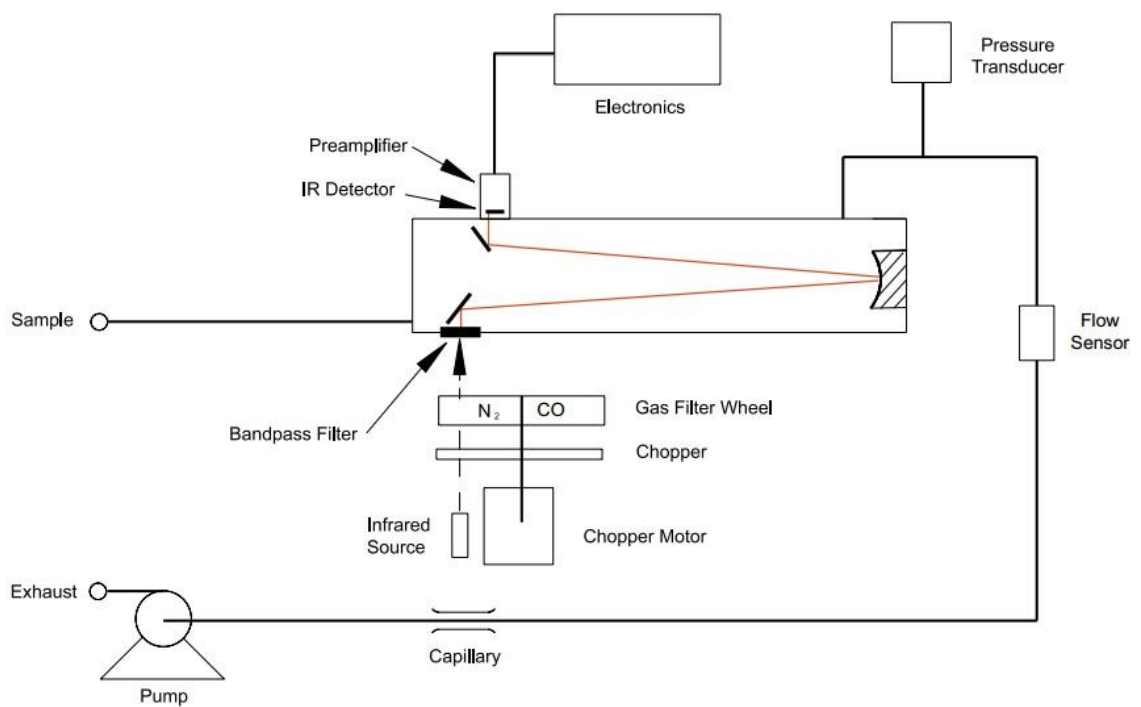 Pressure
Transducer
Electronics
Preamplifier
IR Detector
Sample
Flow
Sensor
N2
CO
Gas Filter Wheel
Bandpass Filter
Chopper
Infrared
Source
Chopper Motor
Exhaust
Capillary
Pump